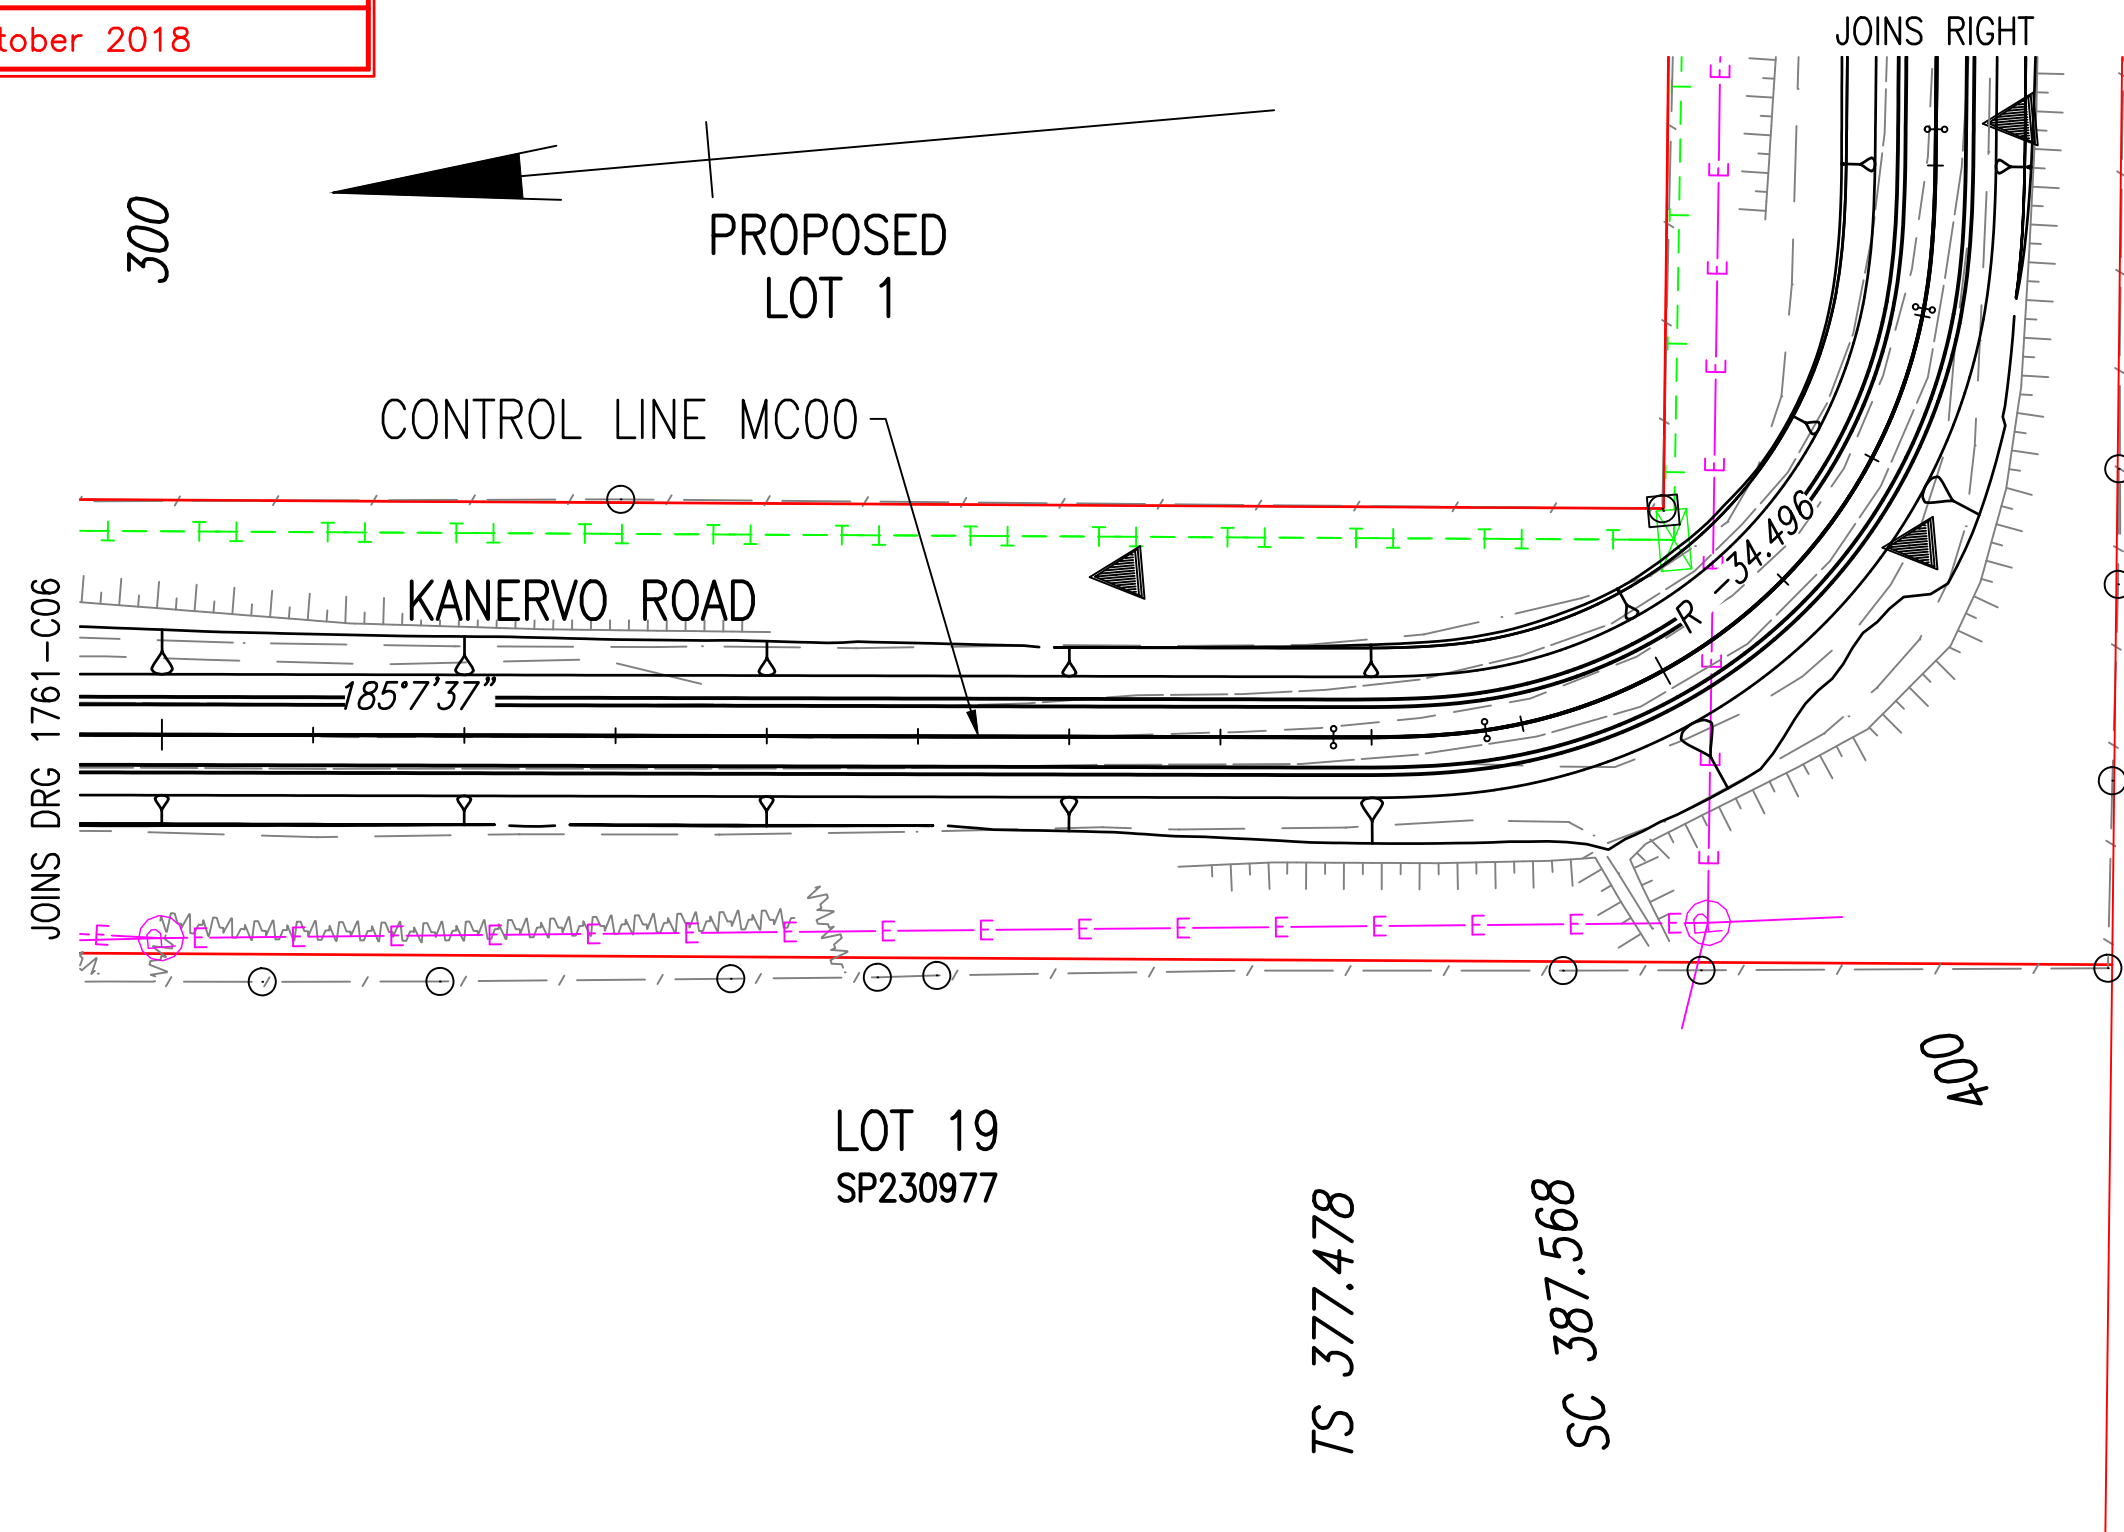 tober 2018
JOINS RIGHT
300
PROPOSED
LOT 1
CONTROL LINE MC00
KANERVO ROAD
185°7'37"
R -34.496
JOINS DRG 1761-C06
T T T T T T T T T T T T T T T T T T T T T T T T T
E E E E E E E E E
E E E E E E E E E E E E E E E E E
400
LOT 19
SP230977
TS 377.478
SC 387.568